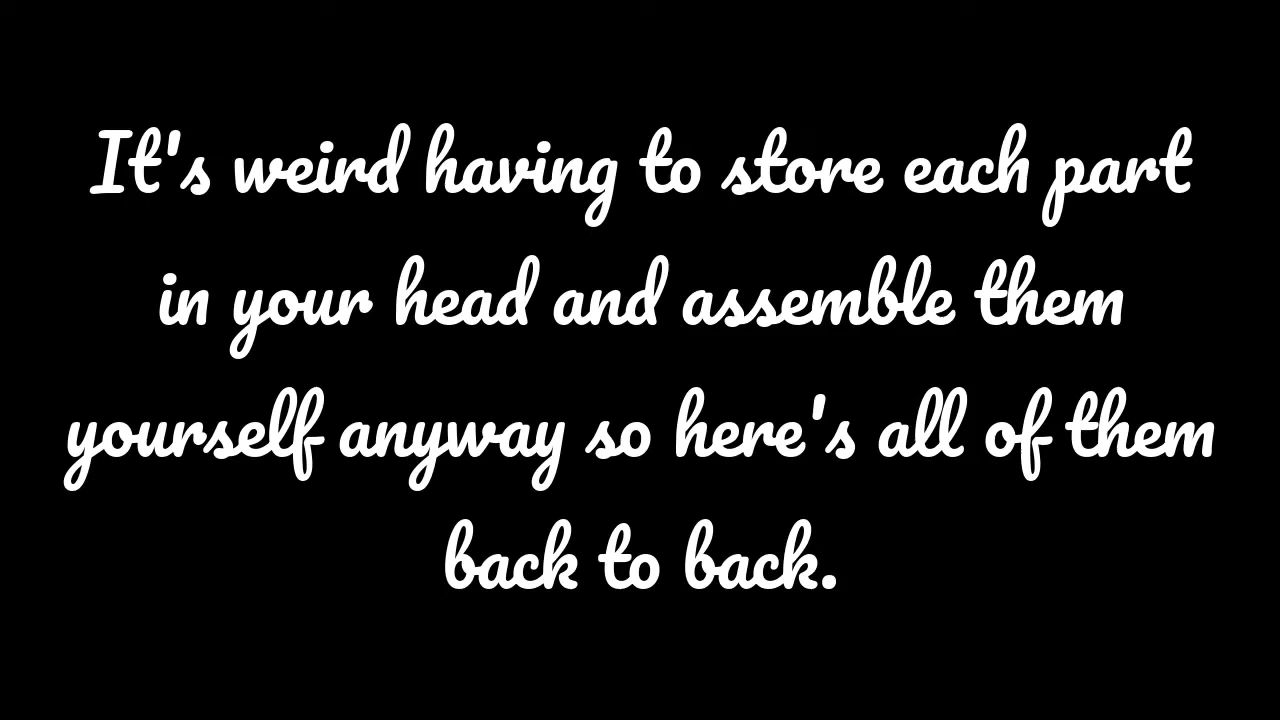 It's weird having to store each part
in your head and assemble them
yourself anyway so here's all of them
back to back.